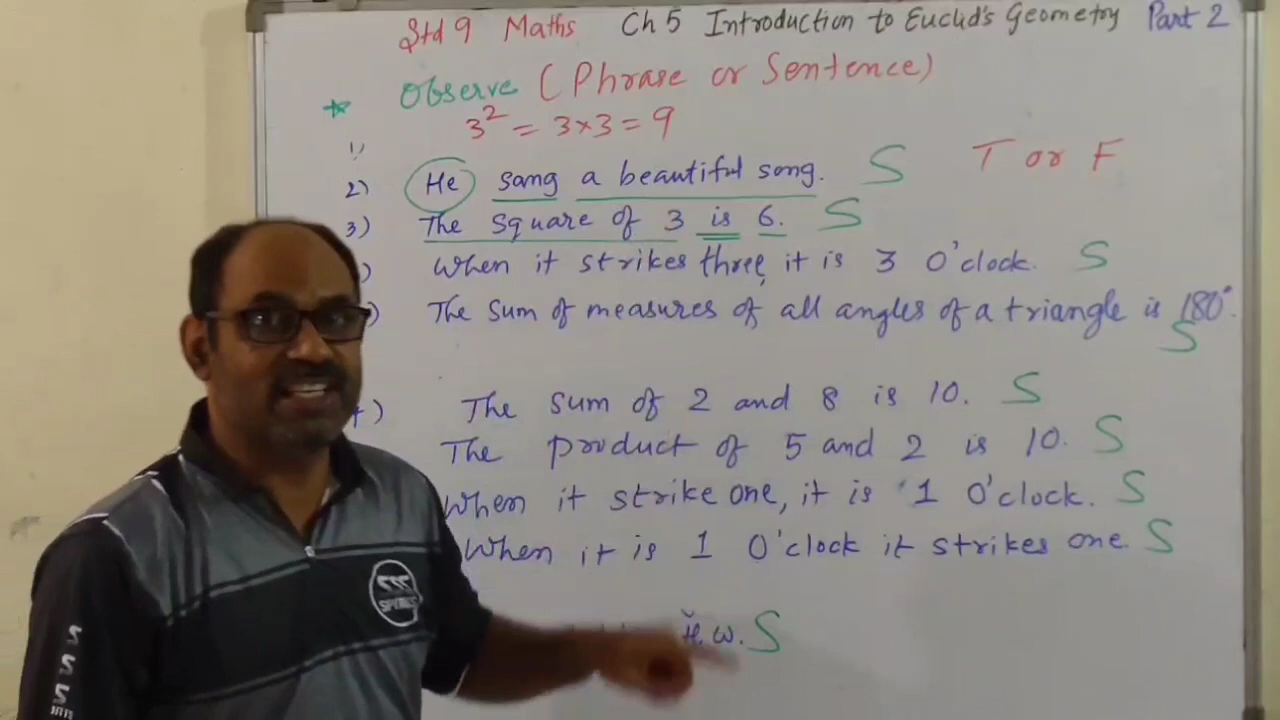 Std 9 Maths Ch 5 Introduction to Euclid's Geometry Part 2
* Observe (Phrase or Sentence)
3² = 3×3 = 9
1)
2) He sang a beautiful song. S T or F
3) The square of 3 is 6. S
) When it strikes three, it is 3 O'clock. S
) The sum of measures of all angles of a triangle is 180°.
S
) The sum of 2 and 8 is 10. S
The product of 5 and 2 is 10. S
When it strike one, it is 1 O'clock. S
When it is 1 O'clock it strikes one. S
H.W. S